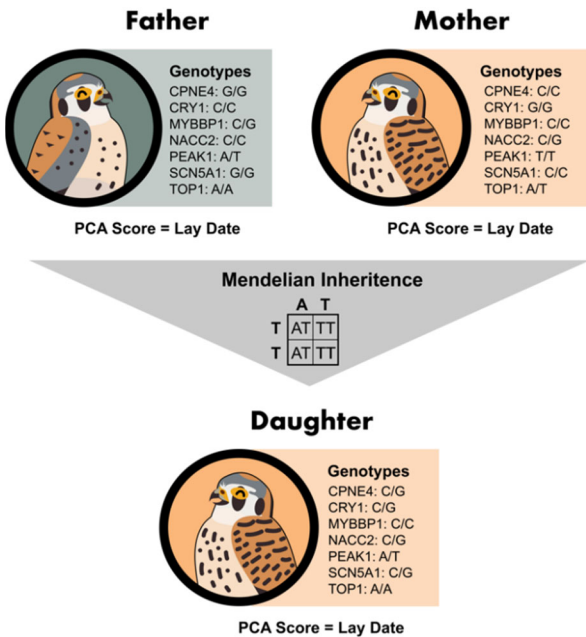 Father
Genotypes
CPNE4: G/G
CRY1: C/C
MYBBP1: C/G
NACC2: C/C
PEAK1: A/T
SCN5A1: G/G
TOP1: A/A
PCA Score = Lay Date
Mother
Genotypes
CPNE4: C/C
CRY1: G/G
MYBBP1: C/C
NACC2: C/G
PEAK1: T/T
SCN5A1: C/C
TOP1: A/T
PCA Score = Lay Date
Mendelian Inheritence
A T
T AT TT
T AT TT
Daughter
Genotypes
CPNE4: C/G
CRY1: C/G
MYBBP1: C/C
NACC2: C/G
PEAK1: A/T
SCN5A1: C/G
TOP1: A/A
PCA Score = Lay Date